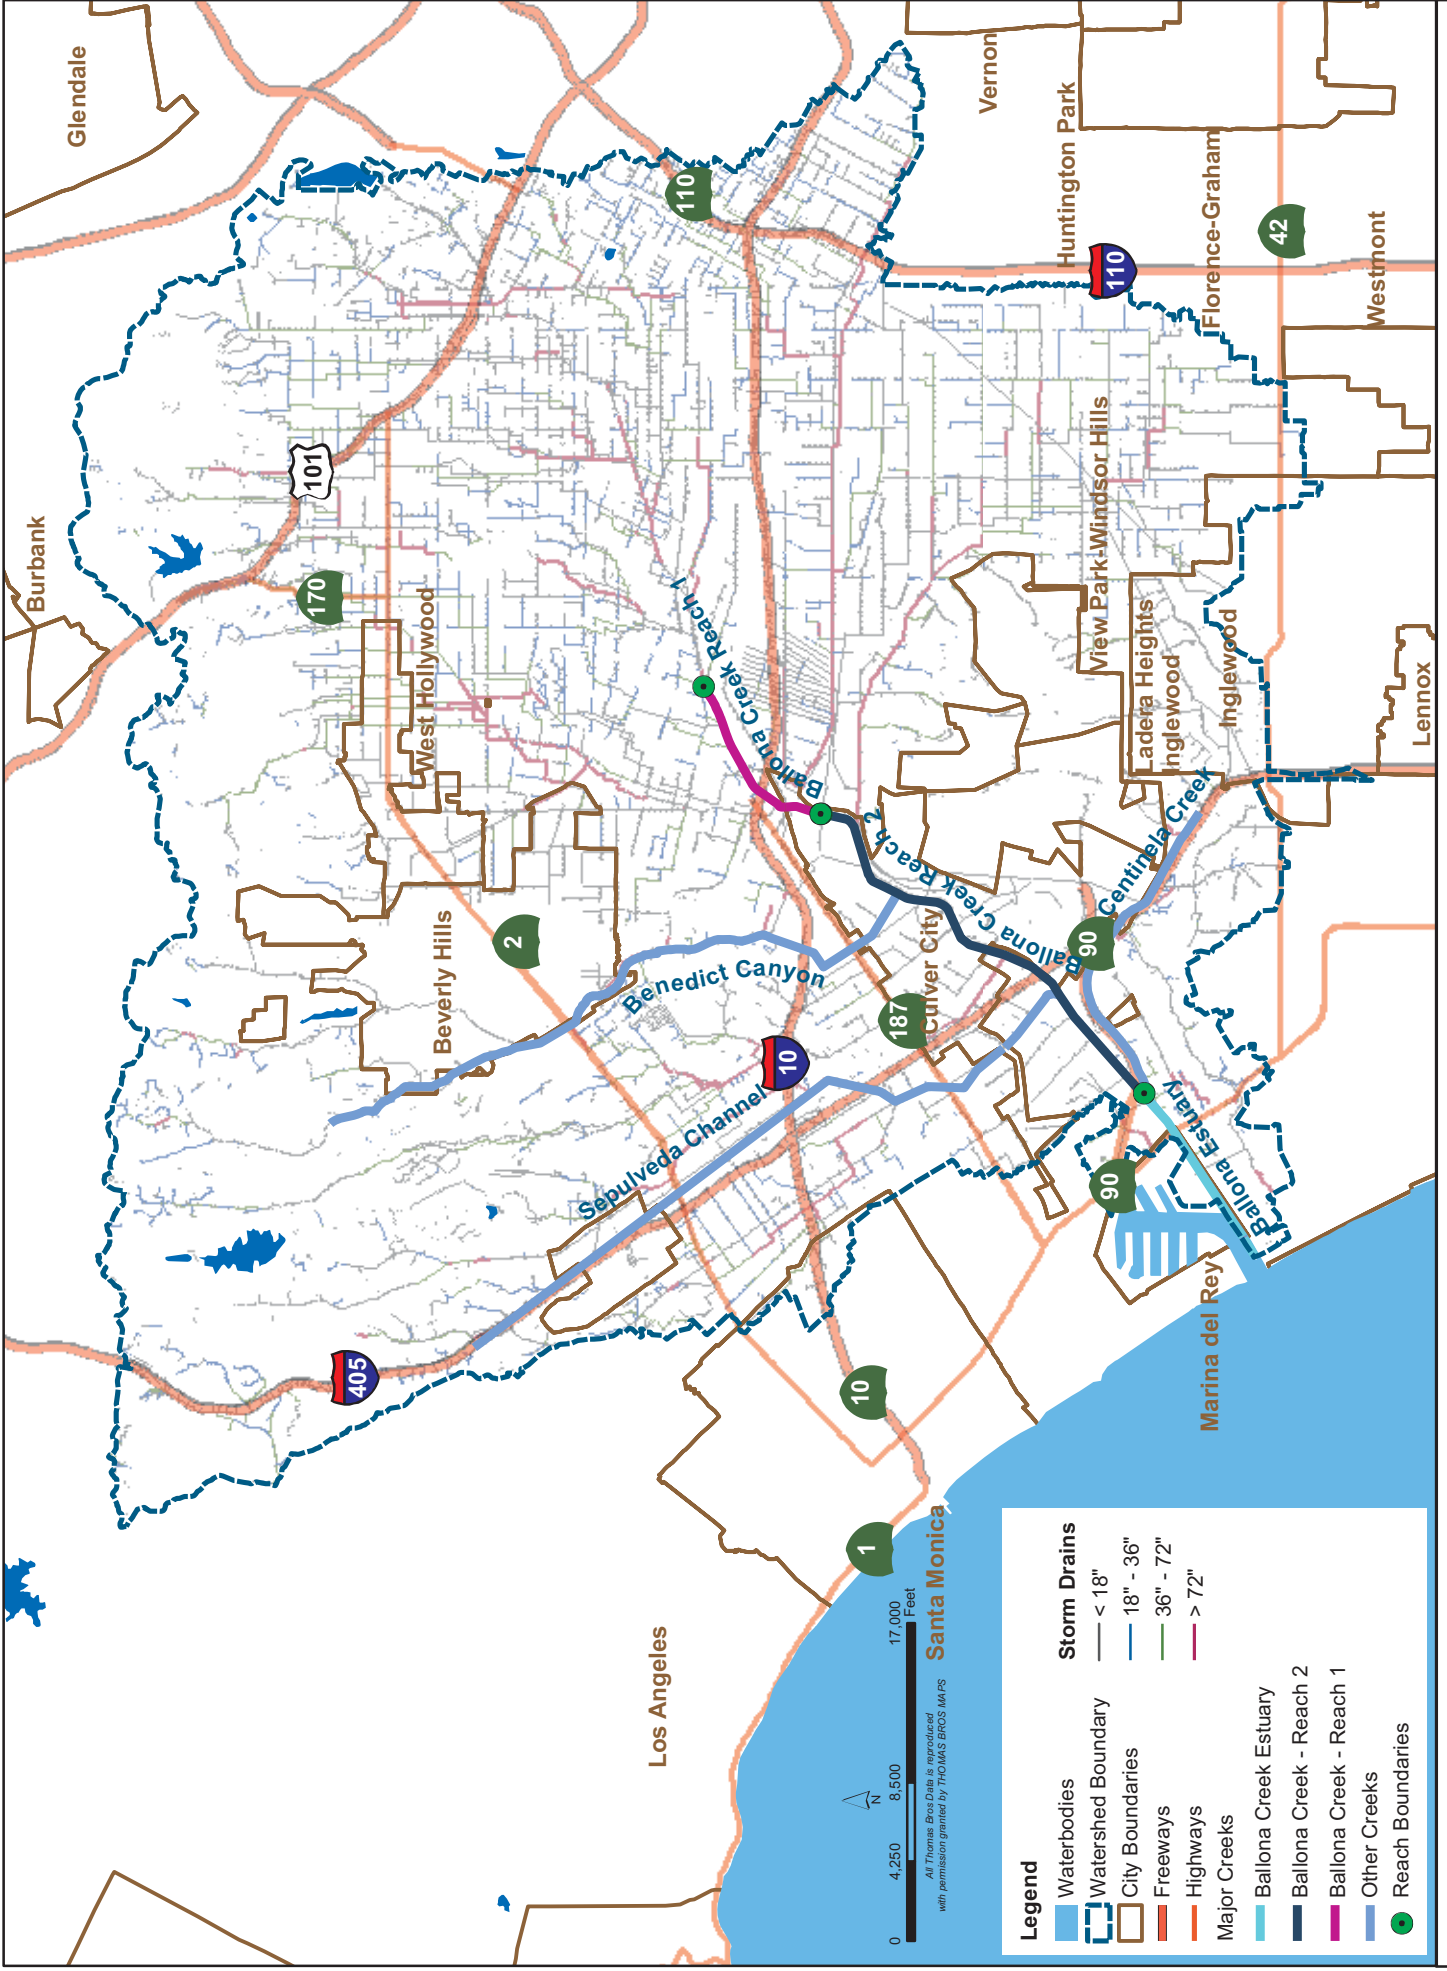 Glendale
Burbank
Vernon
Huntington Park
Florence-Graham
Westmont
110
110
42
101
170
West Hollywood
View Park-Windsor Hills
Ladera Heights
Inglewood
Inglewood
Lennox
Ballona Creek Reach 1
Ballona Creek Reach 2
Centinela Creek
Beverly Hills
2
Benedict Canyon
Culver City
90
187
10
Sepulveda Channel
90
Ballona Estuary
Marina del Rey
405
10
1
Santa Monica
Los Angeles
N
0 4,250 8,500 17,000
Feet
All Thomas Bros Data is reproduced
with permission granted by THOMAS BROS MAPS
Legend
Waterbodies
Watershed Boundary
City Boundaries
Freeways
Highways
Major Creeks
Ballona Creek Estuary
Ballona Creek - Reach 2
Ballona Creek - Reach 1
Other Creeks
Reach Boundaries
Storm Drains
< 18"
18" - 36"
36" - 72"
> 72"